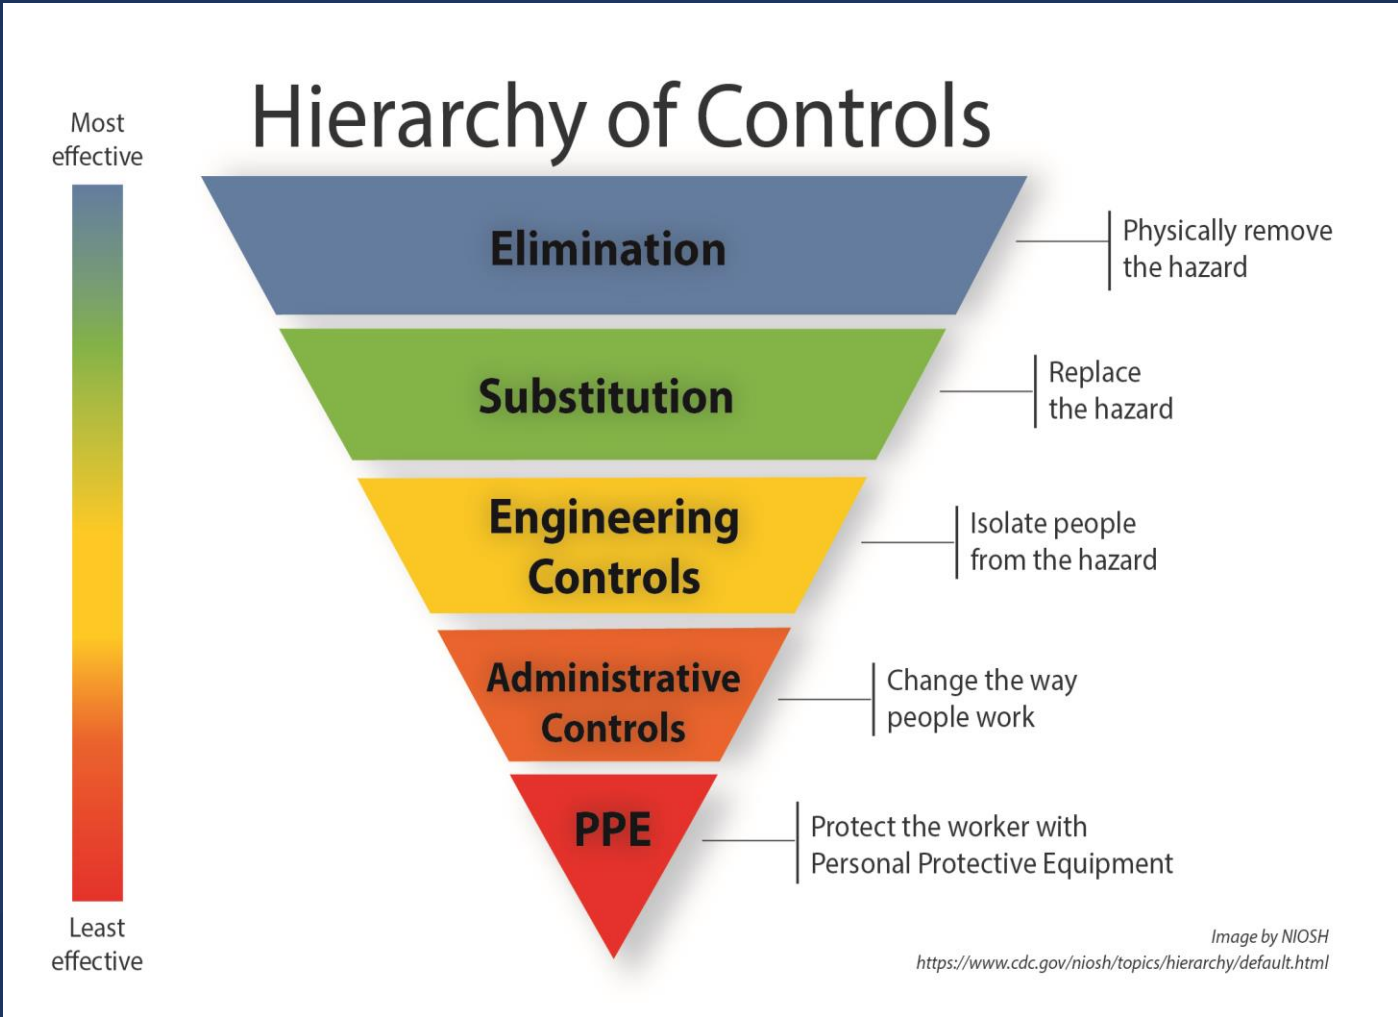 Hierarchy of Controls
Most
effective
Elimination
Physically remove
the hazard
Substitution
Replace
the hazard
Engineering
Controls
Isolate people
from the hazard
Administrative
Controls
Change the way
people work
PPE
Protect the worker with
Personal Protective Equipment
Least
effective
Image by NIOSH
https://www.cdc.gov/niosh/topics/hierarchy/default.html